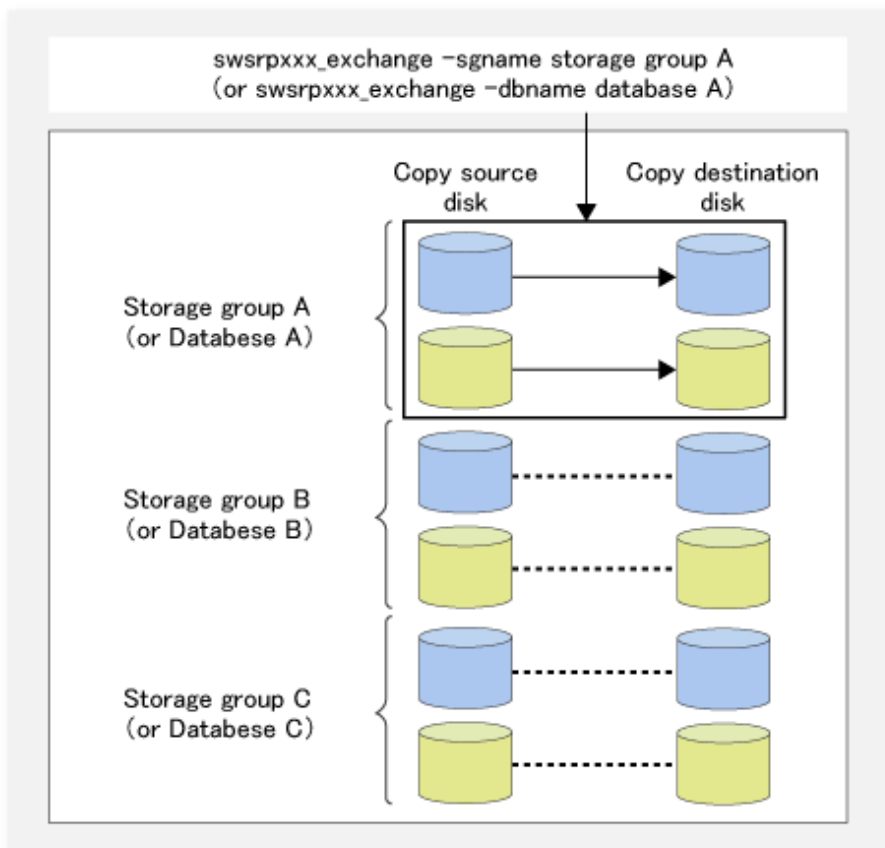 swsrpxxx_exchange -sgname storage group A
(or swsrpxxx_exchange -dbname database A)
Copy source
disk
Copy destination
disk
Storage group A
(or Databese A)
Storage group B
(or Databese B)
Storage group C
(or Databese C)